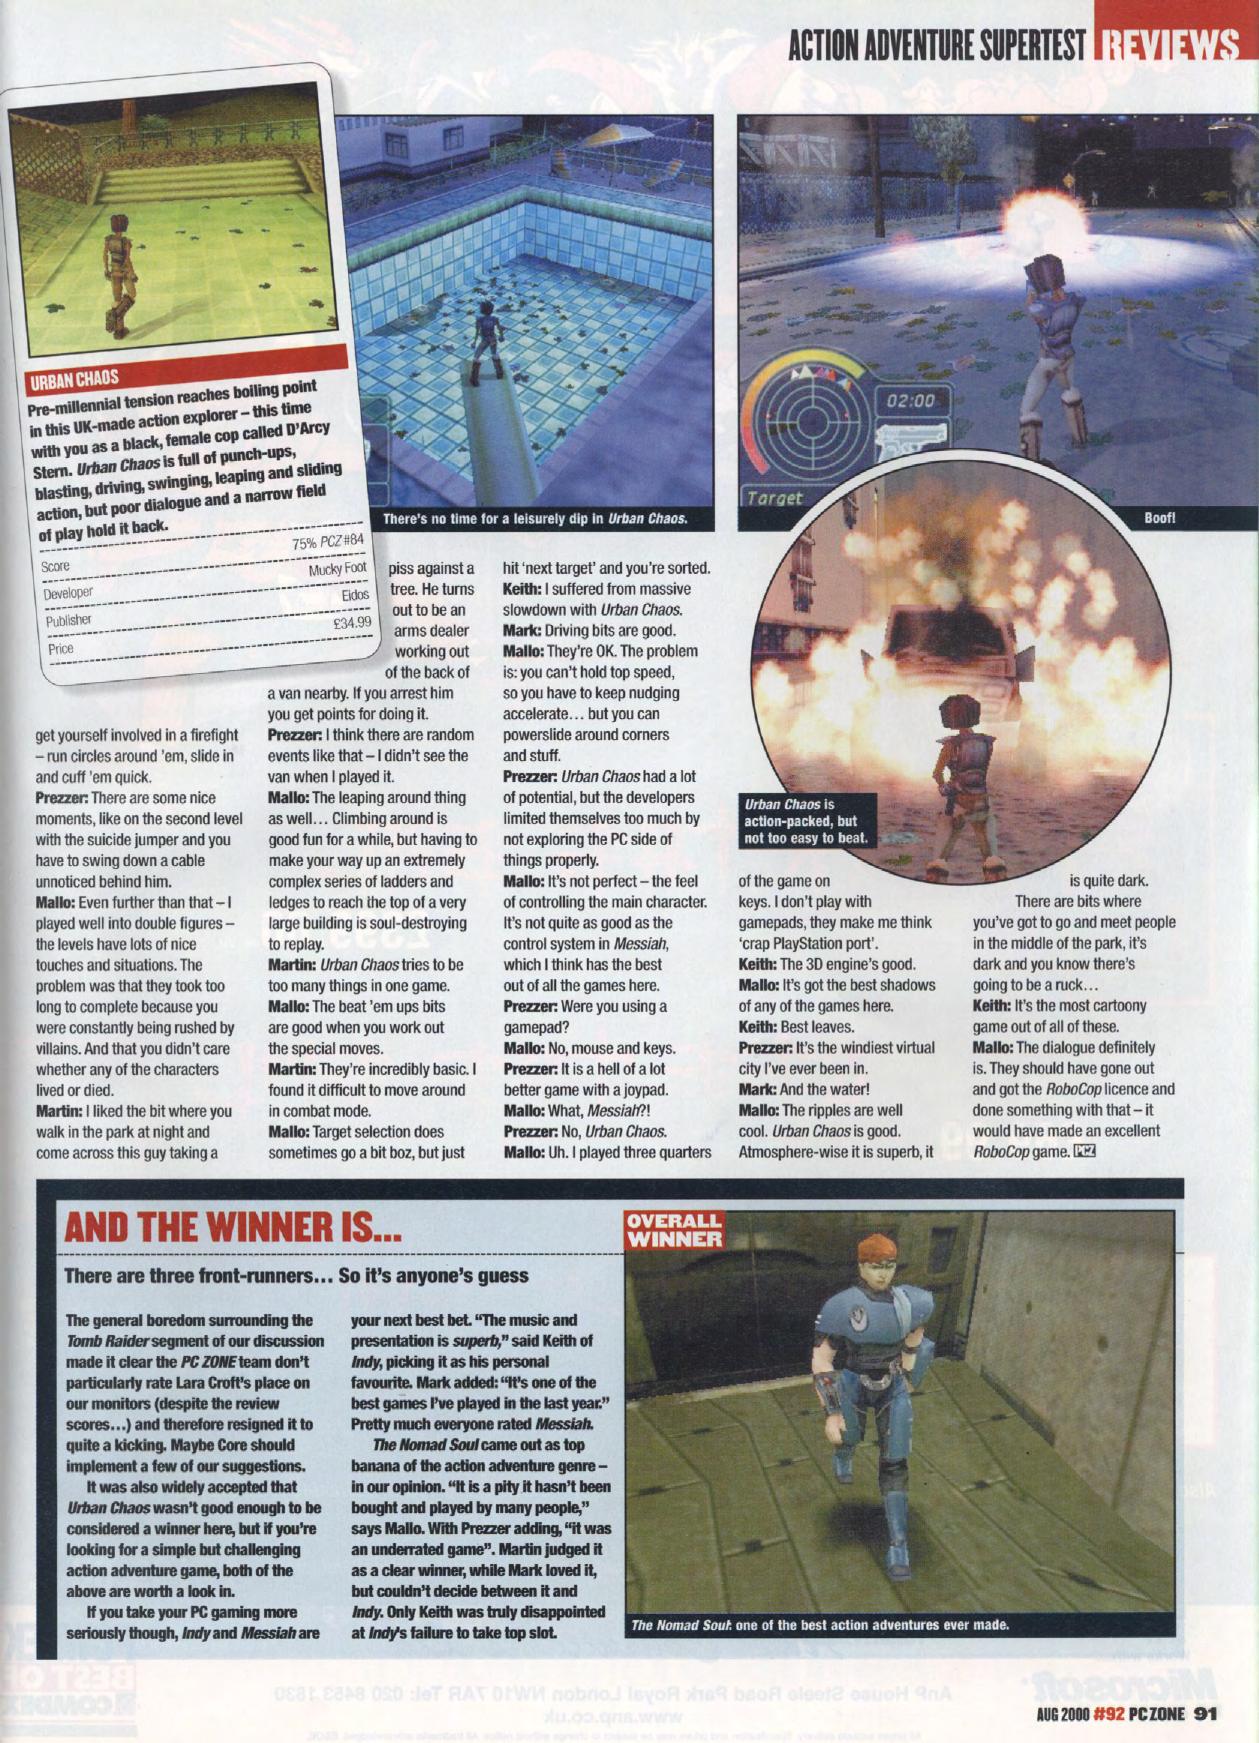 ACTION ADVENTURE SUPERTEST REVIEWS
URBAN CHAOS
Pre-millennial tension reaches boiling point
in this UK-made action explorer – this time
with you as a black, female cop called D'Arcy
Stern. Urban Chaos is full of punch-ups,
blasting, driving, swinging, leaping and sliding
action, but poor dialogue and a narrow field
of play hold it back.
Score 75% PCZ #84
Developer Mucky Foot
Publisher Eidos
Price £34.99
There's no time for a leisurely dip in Urban Chaos.
02:00
Target
Boof!
Urban Chaos is
action-packed, but
not too easy to beat.
get yourself involved in a firefight
– run circles around 'em, slide in
and cuff 'em quick.
Prezzer: There are some nice
moments, like on the second level
with the suicide jumper and you
have to swing down a cable
unnoticed behind him.
Mallo: Even further than that – I
played well into double figures –
the levels have lots of nice
touches and situations. The
problem was that they took too
long to complete because you
were constantly being rushed by
villains. And that you didn't care
whether any of the characters
lived or died.
Martin: I liked the bit where you
walk in the park at night and
come across this guy taking a
piss against a
tree. He turns
out to be an
arms dealer
working out
of the back of
a van nearby. If you arrest him
you get points for doing it.
Prezzer: I think there are random
events like that – I didn't see the
van when I played it.
Mallo: The leaping around thing
as well... Climbing around is
good fun for a while, but having to
make your way up an extremely
complex series of ladders and
ledges to reach the top of a very
large building is soul-destroying
to replay.
Martin: Urban Chaos tries to be
too many things in one game.
Mallo: The beat 'em ups bits
are good when you work out
the special moves.
Martin: They're incredibly basic. I
found it difficult to move around
in combat mode.
Mallo: Target selection does
sometimes go a bit boz, but just
hit 'next target' and you're sorted.
Keith: I suffered from massive
slowdown with Urban Chaos.
Mark: Driving bits are good.
Mallo: They're OK. The problem
is: you can't hold top speed,
so you have to keep nudging
accelerate... but you can
powerslide around corners
and stuff.
Prezzer: Urban Chaos had a lot
of potential, but the developers
limited themselves too much by
not exploring the PC side of
things properly.
Mallo: It's not perfect – the feel
of controlling the main character.
It's not quite as good as the
control system in Messiah,
which I think has the best
out of all the games here.
Prezzer: Were you using a
gamepad?
Mallo: No, mouse and keys.
Prezzer: It is a hell of a lot
better game with a joypad.
Mallo: What, Messiah?!
Prezzer: No, Urban Chaos.
Mallo: Uh. I played three quarters
of the game on
keys. I don't play with
gamepads, they make me think
'crap PlayStation port'.
Keith: The 3D engine's good.
Mallo: It's got the best shadows
of any of the games here.
Keith: Best leaves.
Prezzer: It's the windiest virtual
city I've ever been in.
Mark: And the water!
Mallo: The ripples are well
cool. Urban Chaos is good.
Atmosphere-wise it is superb, it
is quite dark.
There are bits where
you've got to go and meet people
in the middle of the park, it's
dark and you know there's
going to be a ruck...
Keith: It's the most cartoony
game out of all of these.
Mallo: The dialogue definitely
is. They should have gone out
and got the RoboCop licence and
done something with that – it
would have made an excellent
RoboCop game. PCZ
AND THE WINNER IS...
There are three front-runners... So it's anyone's guess
The general boredom surrounding the
Tomb Raider segment of our discussion
made it clear the PC ZONE team don't
particularly rate Lara Croft's place on
our monitors (despite the review
scores...) and therefore resigned it to
quite a kicking. Maybe Core should
implement a few of our suggestions.
It was also widely accepted that
Urban Chaos wasn't good enough to be
considered a winner here, but if you're
looking for a simple but challenging
action adventure game, both of the
above are worth a look in.
If you take your PC gaming more
seriously though, Indy and Messiah are
your next best bet. "The music and
presentation is superb," said Keith of
Indy, picking it as his personal
favourite. Mark added: "It's one of the
best games I've played in the last year."
Pretty much everyone rated Messiah.
The Nomad Soul came out as top
banana of the action adventure genre –
in our opinion. "It is a pity it hasn't been
bought and played by many people,"
says Mallo. With Prezzer adding, "it was
an underrated game". Martin judged it
as a clear winner, while Mark loved it,
but couldn't decide between it and
Indy. Only Keith was truly disappointed
at Indy's failure to take top slot.
OVERALL
WINNER
The Nomad Soul: one of the best action adventures ever made.
AUG 2000 #92 PC ZONE 91